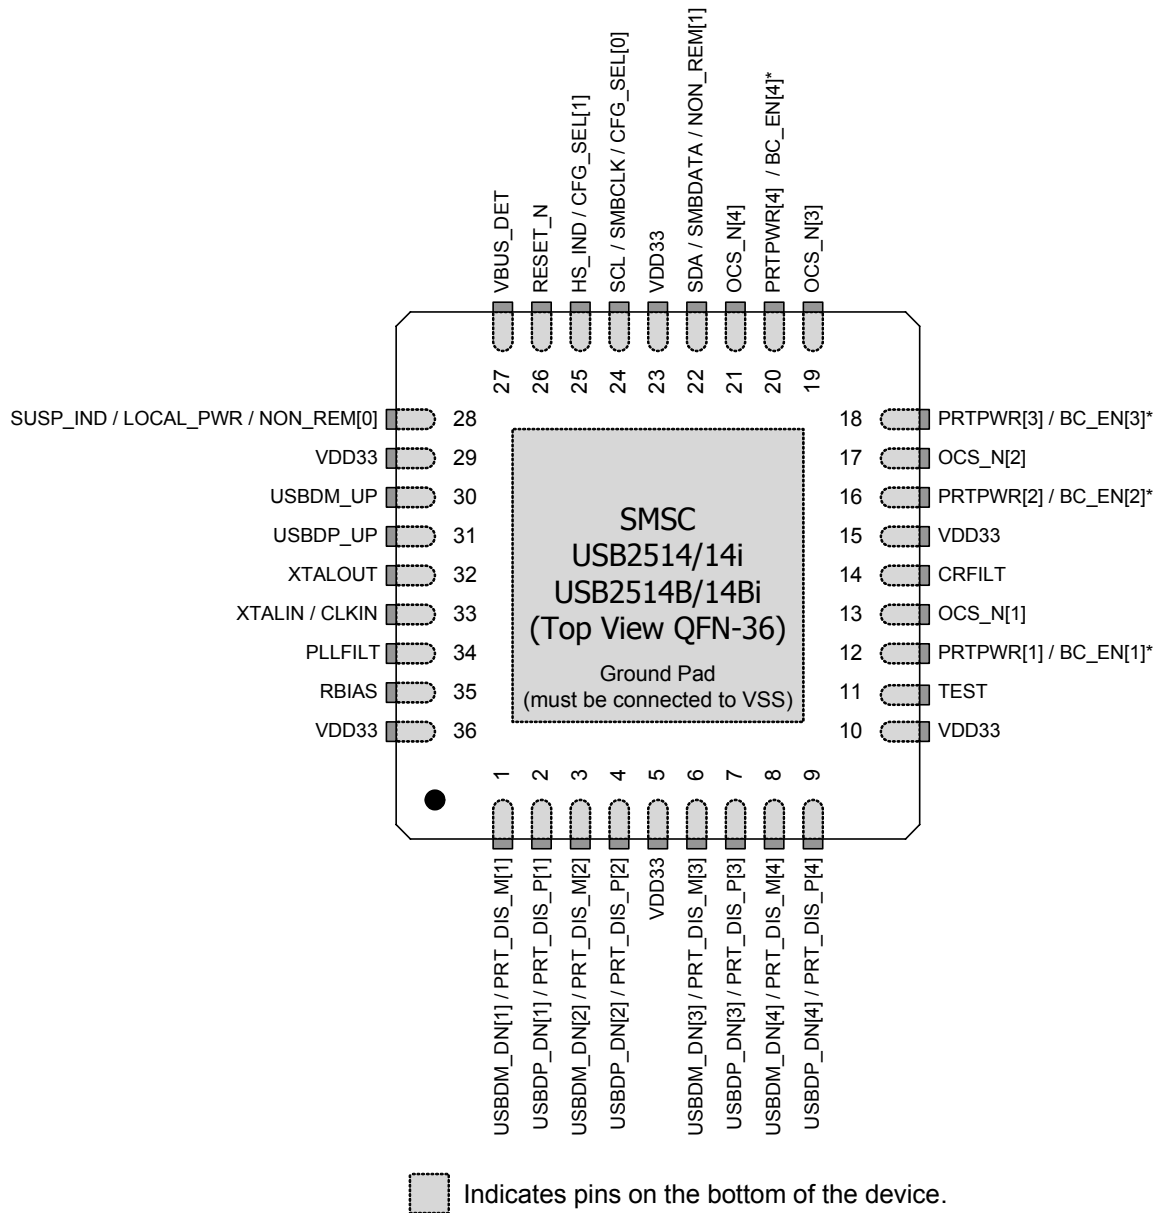 VBUS_DET
RESET_N
HS_IND / CFG_SEL[1]
SCL / SMBCLK / CFG_SEL[0]
VDD33
SDA / SMBDATA / NON_REM[1]
OCS_N[4]
PRTPWR[4] / BC_EN[4]*
OCS_N[3]
27
26
25
24
23
22
21
20
19
SUSP_IND / LOCAL_PWR / NON_REM[0] 28
VDD33 29
USBDM_UP 30
USBDP_UP 31
XTALOUT 32
XTALIN / CLKIN 33
PLLFILT 34
RBIAS 35
VDD33 36
SMSC
USB2514/14i
USB2514B/14Bi
(Top View QFN-36)
Ground Pad
(must be connected to VSS)
18 PRTPWR[3] / BC_EN[3]*
17 OCS_N[2]
16 PRTPWR[2] / BC_EN[2]*
15 VDD33
14 CRFILT
13 OCS_N[1]
12 PRTPWR[1] / BC_EN[1]*
11 TEST
10 VDD33
1
2
3
4
5
6
7
8
9
USBDM_DN[1] / PRT_DIS_M[1]
USBDP_DN[1] / PRT_DIS_P[1]
USBDM_DN[2] / PRT_DIS_M[2]
USBDP_DN[2] / PRT_DIS_P[2]
VDD33
USBDM_DN[3] / PRT_DIS_M[3]
USBDP_DN[3] / PRT_DIS_P[3]
USBDM_DN[4] / PRT_DIS_M[4]
USBDP_DN[4] / PRT_DIS_P[4]
Indicates pins on the bottom of the device.